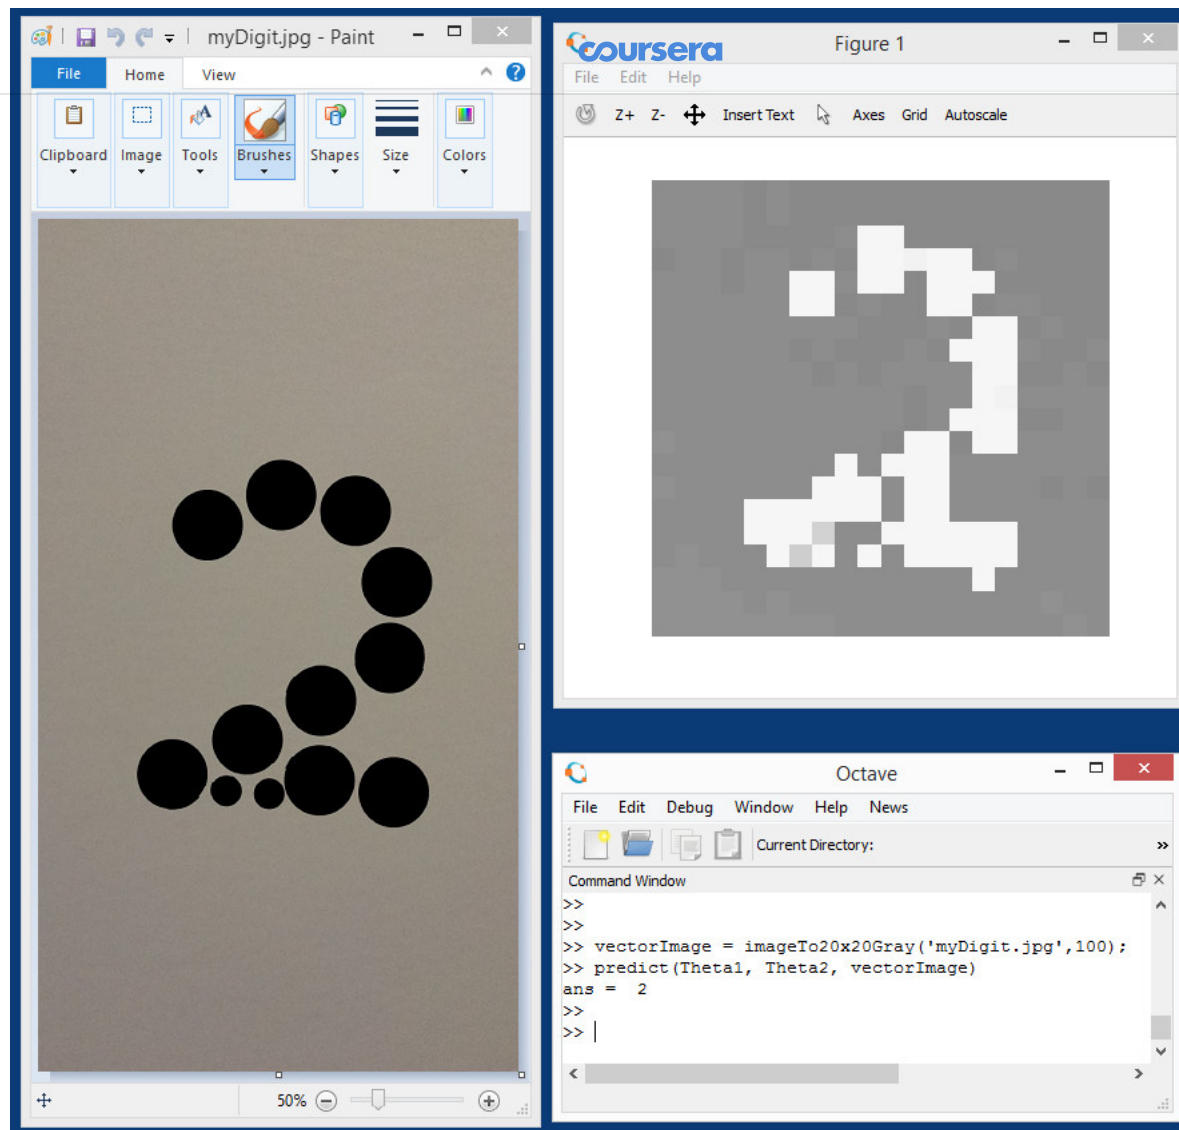 myDigit.jpg - Paint
File Home View
Clipboard Image Tools Brushes Shapes Size Colors
50%
coursera
Figure 1
File Edit Help
Z+ Z- Insert Text Axes Grid Autoscale
Octave
File Edit Debug Window Help News
Current Directory:
Command Window
>>
>>
>> vectorImage = imageTo20x20Gray('myDigit.jpg',100);
>> predict(Theta1, Theta2, vectorImage)
ans =  2
>>
>>